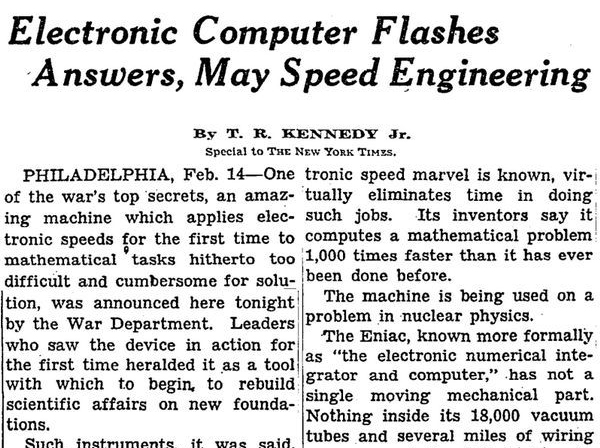 Electronic Computer Flashes
Answers, May Speed Engineering
By T. R. KENNEDY Jr.
Special to THE NEW YORK TIMES.
PHILADELPHIA, Feb. 14—One
of the war's top secrets, an amaz-
ing machine which applies elec-
tronic speeds for the first time to
mathematical tasks hitherto too
difficult and cumbersome for solu-
tion, was announced here tonight
by the War Department. Leaders
who saw the device in action for
the first time heralded it as a tool
with which to begin to rebuild
scientific affairs on new founda-
tions.
Such instruments, it was said,
tronic speed marvel is known, vir-
tually eliminates time in doing
such jobs. Its inventors say it
computes a mathematical problem
1,000 times faster than it has ever
been done before.
The machine is being used on a
problem in nuclear physics.
The Eniac, known more formally
as "the electronic numerical inte-
grator and computer," has not a
single moving mechanical part.
Nothing inside its 18,000 vacuum
tubes and several miles of wiring